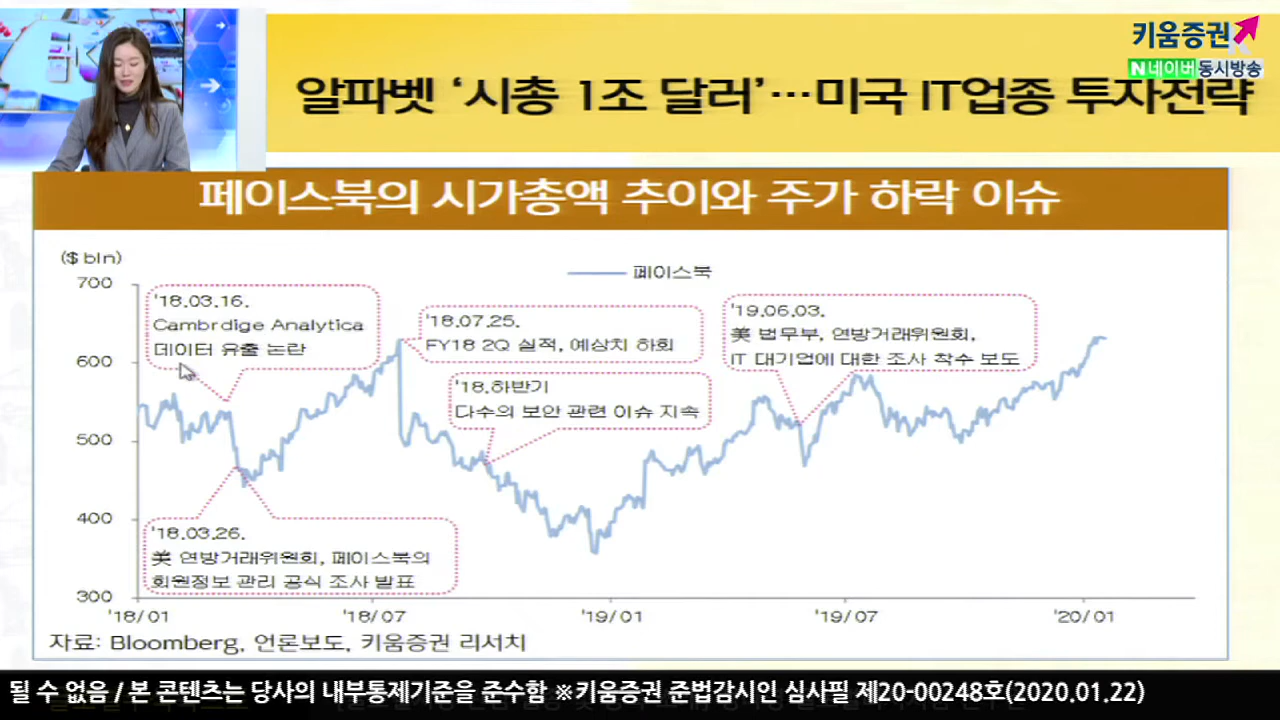 키움증권
N 네이버 동시방송
알파벳 ‘시총 1조 달러’…미국 IT업종 투자전략
페이스북의 시가총액 추이와 주가 하락 이슈
($ bln)
페이스북
700
600
500
400
300
'18.03.16.
Cambrdige Analytica
데이터 유출 논란
'18.07.25.
FY18 2Q 실적, 예상치 하회
'18.하반기
다수의 보안 관련 이슈 지속
'19.06.03.
美 법무부, 연방거래위원회,
IT 대기업에 대한 조사 착수 보도
'18.03.26.
美 연방거래위원회, 페이스북의
회원정보 관리 공식 조사 발표
'18/01 '18/07 '19/01 '19/07 '20/01
자료: Bloomberg, 언론보도, 키움증권 리서치
될 수 없음 / 본 콘텐츠는 당사의 내부통제기준을 준수함 ※키움증권 준법감시인 심사필 제20-00248호(2020.01.22)